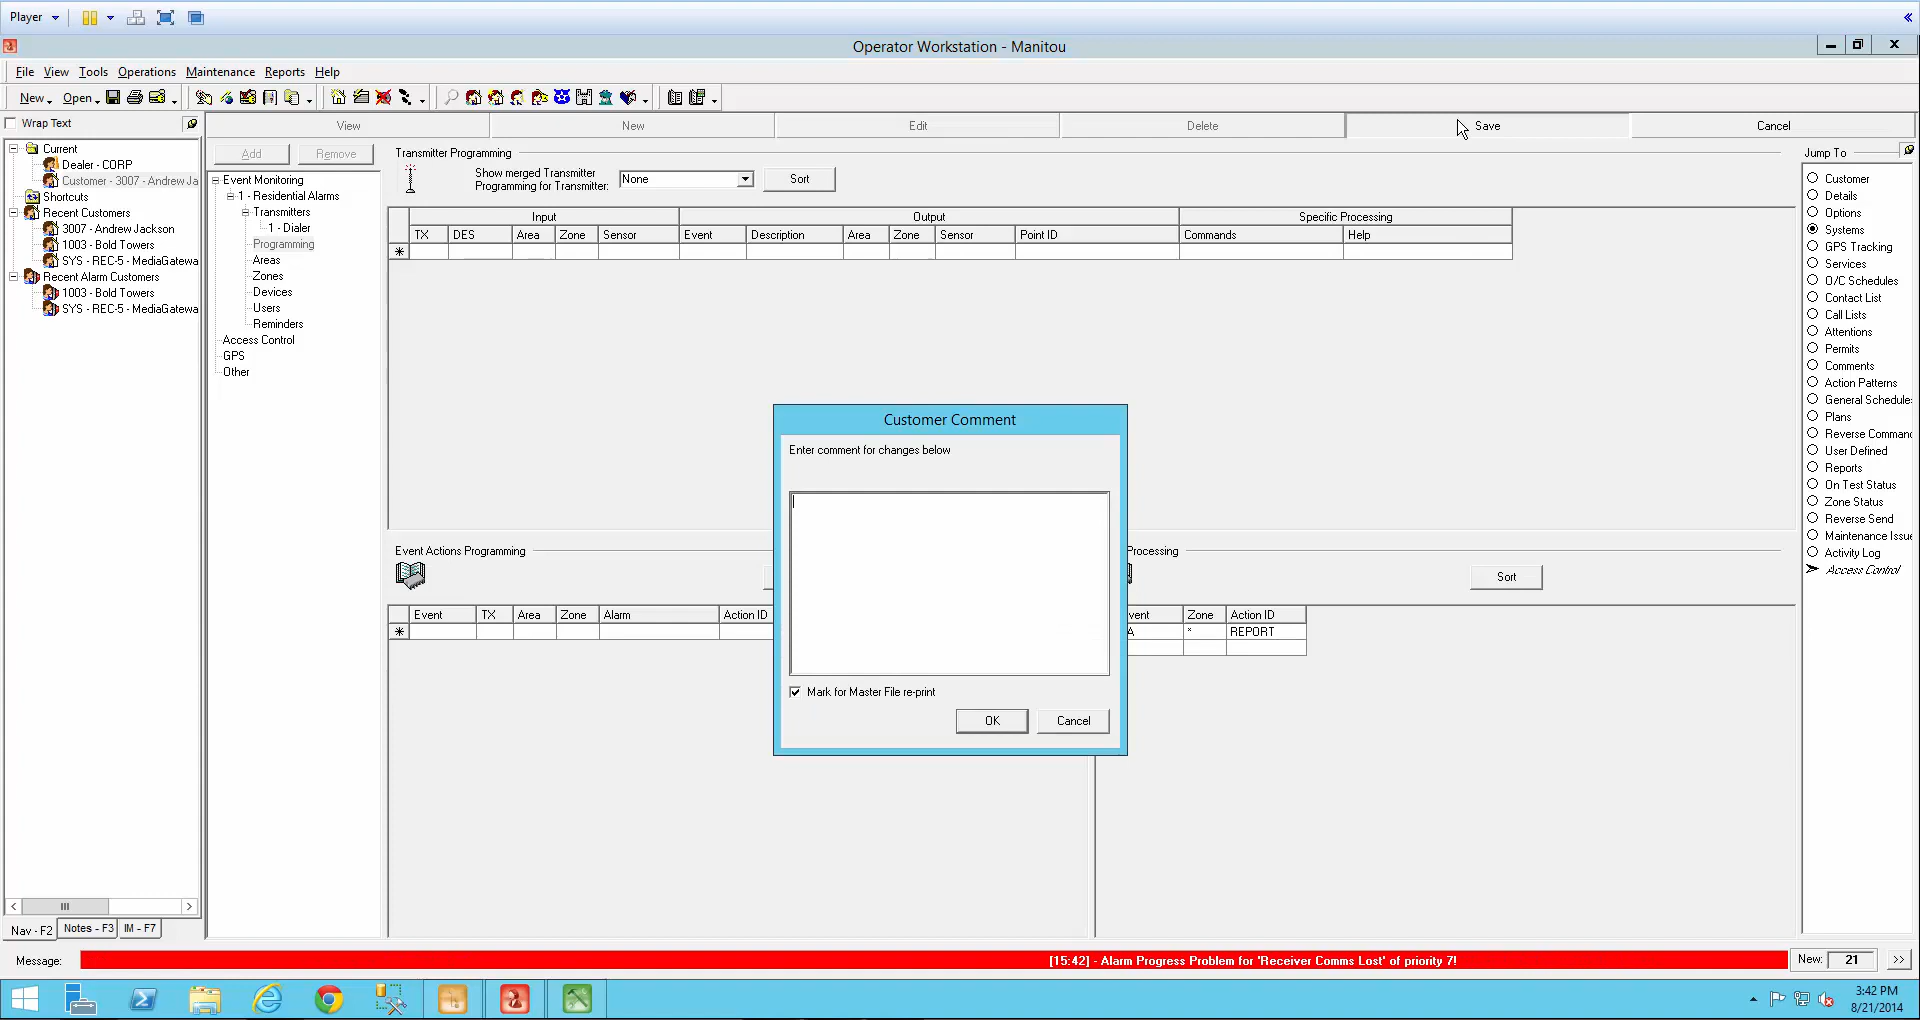 Player
Operator Workstation - Manitou
File View Tools Operations Maintenance Reports Help
New Open
Wrap Text
View New Edit Delete Save Cancel
Current
Dealer - CORP
Customer - 3007 - Andrew Ja
Shortcuts
Recent Customers
3007 - Andrew Jackson
1003 - Bold Towers
SYS - REC-5 - MediaGatewa
Recent Alarm Customers
1003 - Bold Towers
SYS - REC-5 - MediaGatewa
Nav - F2 Notes - F3 IM - F7
Add Remove
Event Monitoring
1 - Residential Alarms
Transmitters
1 - Dialer
Programming
Areas
Zones
Devices
Users
Reminders
Access Control
GPS
Other
Transmitter Programming
Show merged Transmitter
Programming for Transmitter:
None
Sort
Input Output Specific Processing
TX DES Area Zone Sensor Event Description Area Zone Sensor Point ID Commands Help
Customer Comment
Enter comment for changes below
Mark for Master File re-print
OK Cancel
Event Actions Programming
Event TX Area Zone Alarm Action ID
Processing
Sort
vent Zone Action ID
A * REPORT
Jump To
Customer
Details
Options
Systems
GPS Tracking
Services
O/C Schedules
Contact List
Call Lists
Attentions
Permits
Comments
Action Patterns
General Schedule
Plans
Reverse Comman
User Defined
Reports
On Test Status
Zone Status
Reverse Send
Maintenance Issue
Activity Log
Access Control
Message: [15:42] - Alarm Progress Problem for 'Receiver Comms Lost' of priority 7! New: 21 >>
3:42 PM
8/21/2014